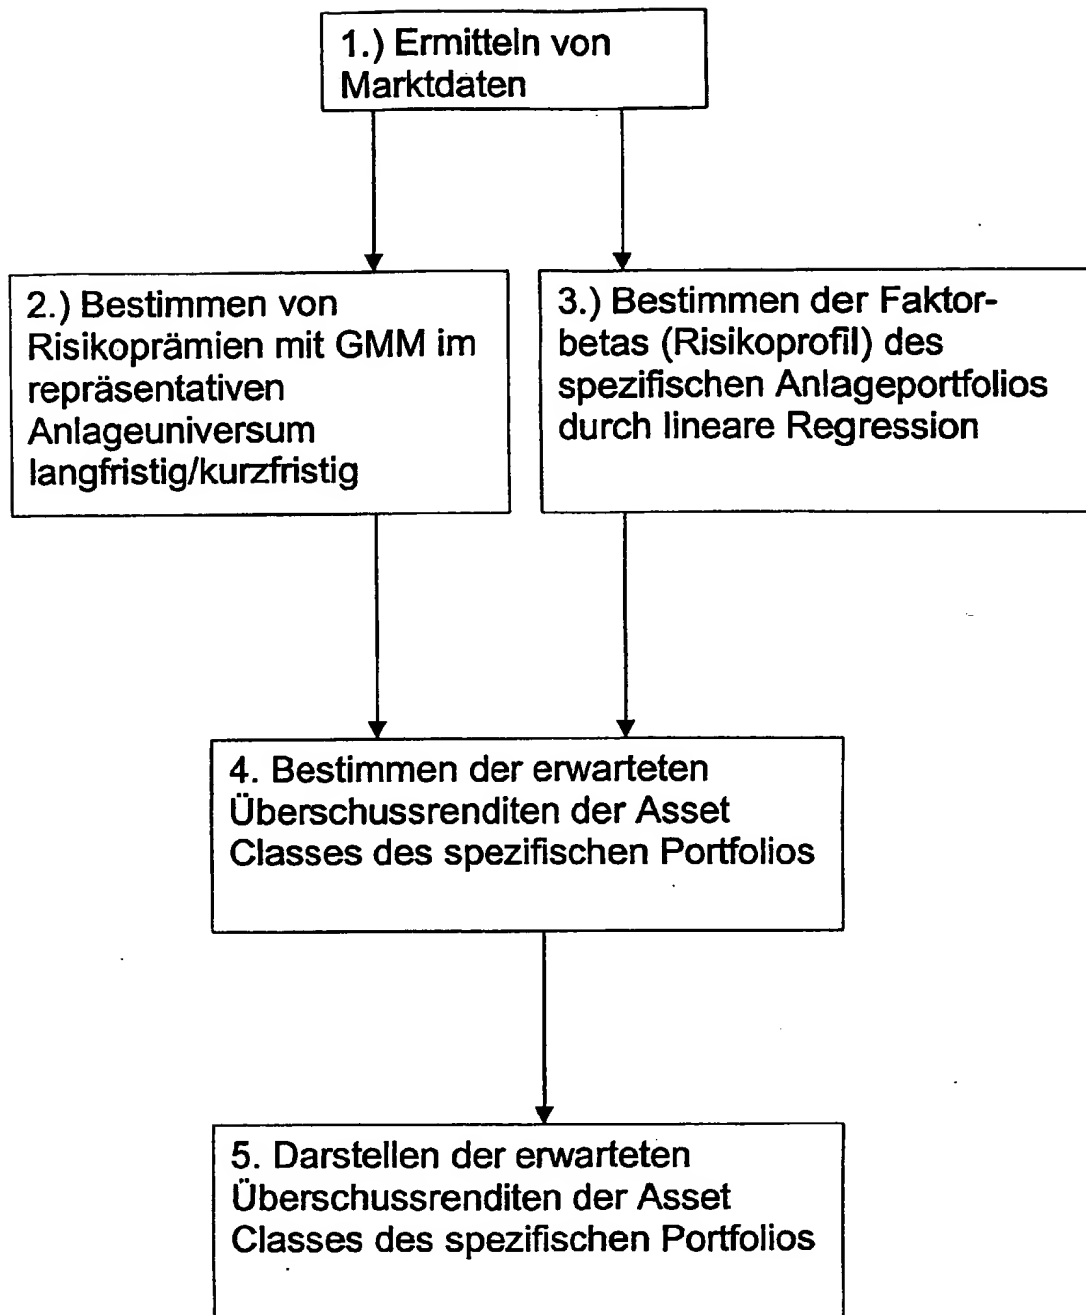 1.) Ermitteln von
Marktdaten
2.) Bestimmen von
Risikoprämien mit GMM im
repräsentativen
Anlageuniversum
langfristig/kurzfristig
3.) Bestimmen der Faktor-
betas (Risikoprofil) des
spezifischen Anlageportfolios
durch lineare Regression
4. Bestimmen der erwarteten
Überschussrenditen der Asset
Classes des spezifischen Portfolios
5. Darstellen der erwarteten
Überschussrenditen der Asset
Classes des spezifischen Portfolios